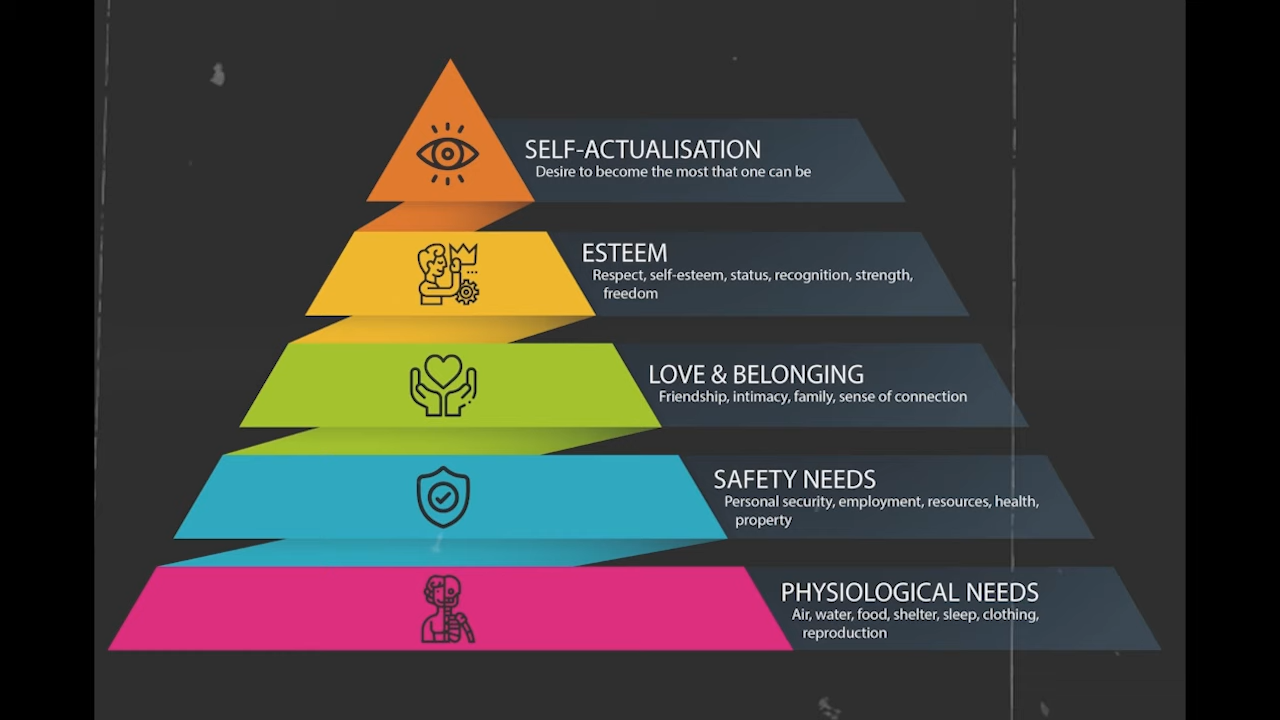 SELF-ACTUALISATION
Desire to become the most that one can be
ESTEEM
Respect, self-esteem, status, recognition, strength,
freedom
LOVE & BELONGING
Friendship, intimacy, family, sense of connection
SAFETY NEEDS
Personal security, employment, resources, health,
property
PHYSIOLOGICAL NEEDS
Air, water, food, shelter, sleep, clothing,
reproduction